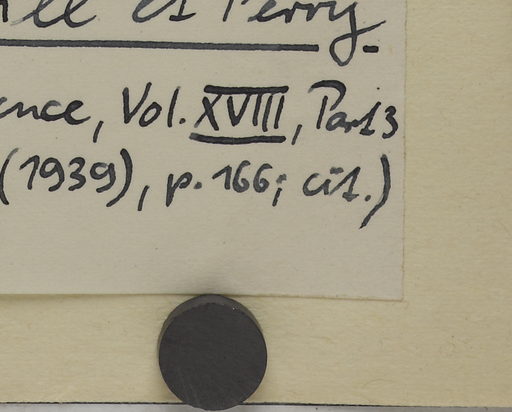 ll et Perry.
ence, Vol. XVIII, Part 3
(1939), p. 166; cit.)